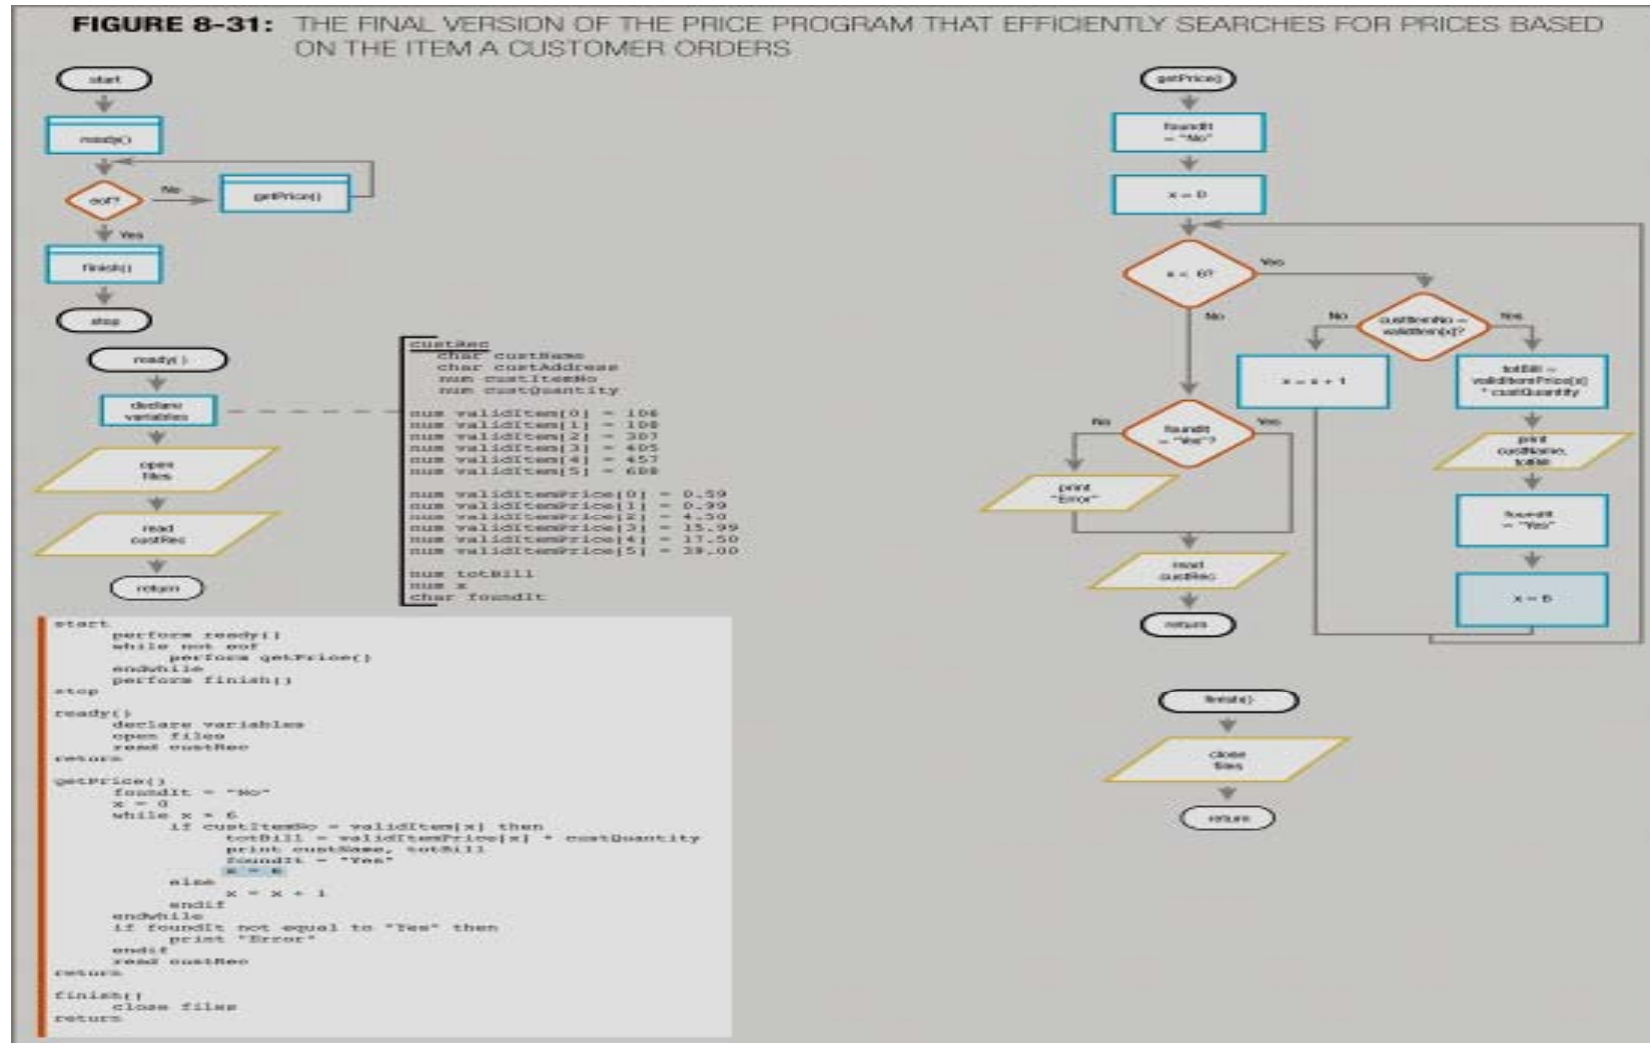 FIGURE 8-31: THE FINAL VERSION OF THE PRICE PROGRAM THAT EFFICIENTLY SEARCHES FOR PRICES BASED
ON THE ITEM A CUSTOMER ORDERS
start
ready()
eof?
No
getPrice()
Yes
finish()
stop
ready()
declare
variables
open
files
read
custRec
return
custRec
char custName
char custAddress
num custItemNo
num custQuantity
num validItem[0] = 106
num validItem[1] = 108
num validItem[2] = 307
num validItem[3] = 405
num validItem[4] = 457
num validItem[5] = 688
num validItemPrice[0] = 0.59
num validItemPrice[1] = 0.99
num validItemPrice[2] = 4.50
num validItemPrice[3] = 15.99
num validItemPrice[4] = 17.50
num validItemPrice[5] = 39.00
num totBill
num x
char foundIt
start
perform ready()
while not eof
perform getPrice()
endwhile
perform finish()
stop
ready()
declare variables
open files
read custRec
return
getPrice()
foundIt = "No"
x = 0
while x < 6
if custItemNo = validItem[x] then
totBill = validItemPrice[x] * custQuantity
print custName, totBill
foundIt = "Yes"
x = 6
else
x = x + 1
endif
endwhile
if foundIt not equal to "Yes" then
print "Error"
endif
read custRec
return
finish()
close files
return
getPrice()
foundIt
= "No"
x = 0
x < 6?
Yes
No
custItemNo =
validItem[x]?
No
Yes
x = x + 1
totBill =
validItemPrice[x]
* custQuantity
print
custName,
totBill
foundIt
= "Yes"
x = 6
foundIt
= "Yes"?
No
Yes
print
"Error"
read
custRec
return
finish()
close
files
return